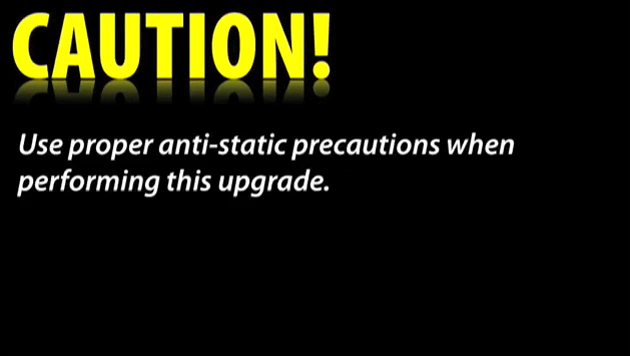 CAUTION!
Use proper anti-static precautions when
performing this upgrade.